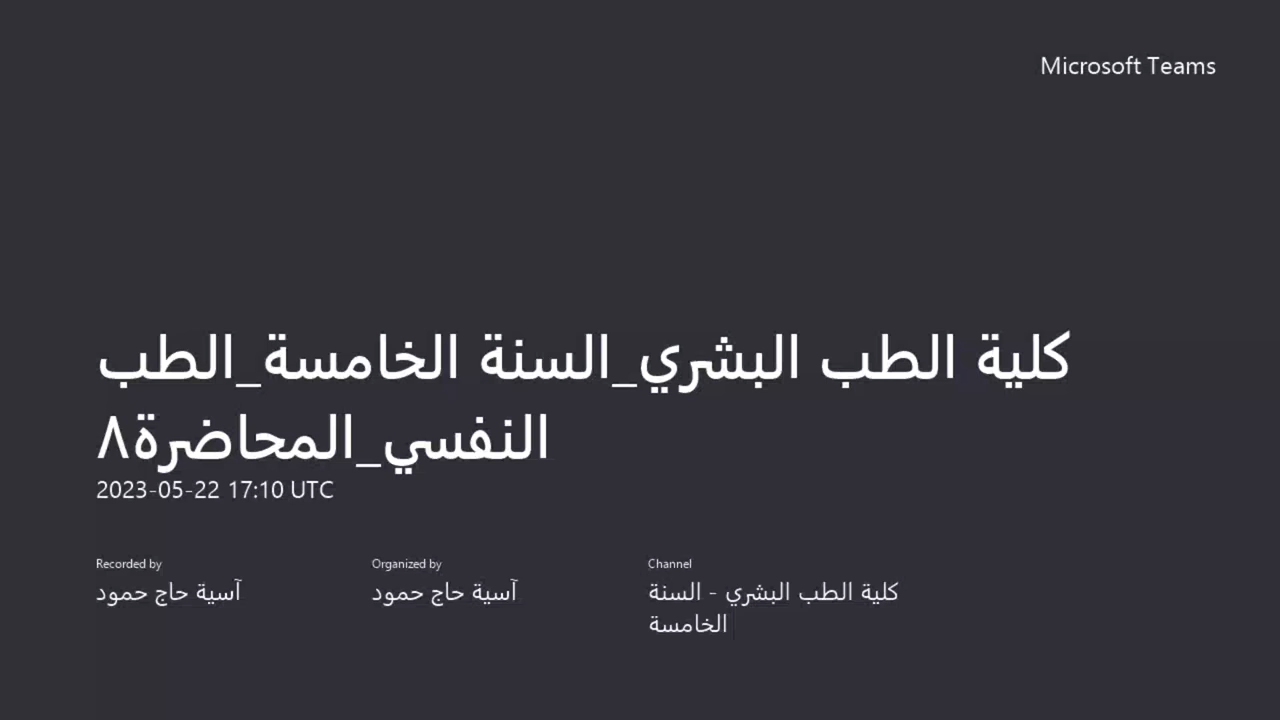 Microsoft Teams
كلية الطب البشري_السنة الخامسة_الطب
النفسي_المحاضرة٨
2023-05-22 17:10 UTC
Recorded by
آسية حاج حمود
Organized by
آسية حاج حمود
Channel
كلية الطب البشري - السنة
الخامسة